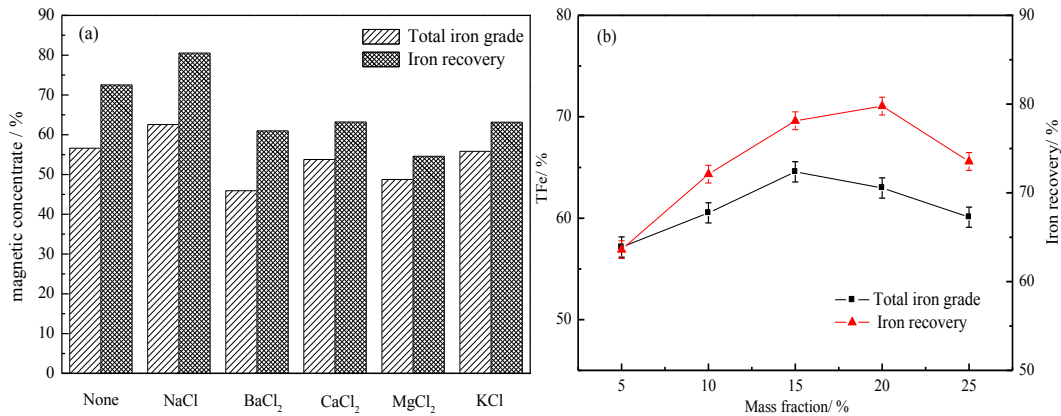 (a)
Total iron grade
Iron recovery
magnetic concentrate / %
90
80
70
60
50
40
30
20
10
0
None NaCl BaCl₂ CaCl₂ MgCl₂ KCl
(b)
TFe/ %
80
70
60
50
Iron recovery/ %
90
80
70
60
50
Total iron grade
Iron recovery
5 10 15 20 25
Mass fraction/ %